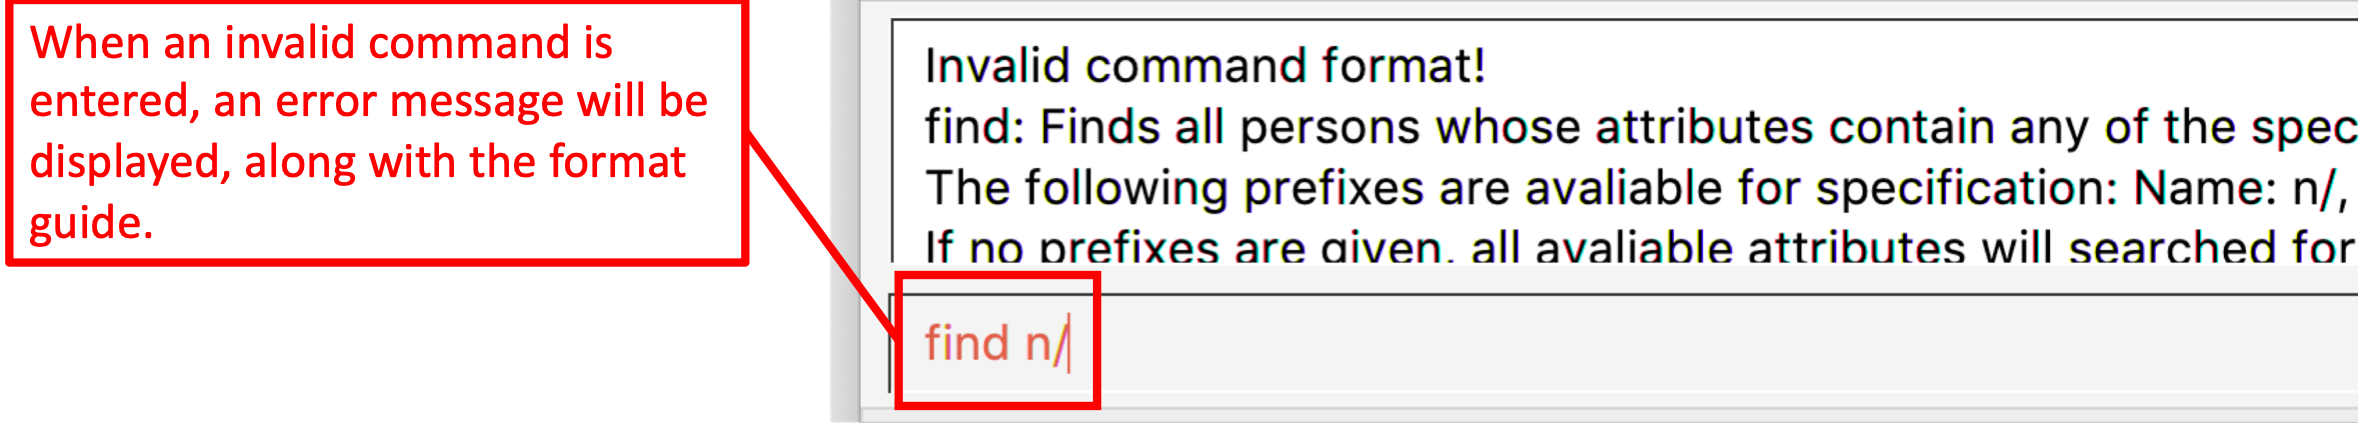 When an invalid command is
entered, an error message will be
displayed, along with the format
guide.
Invalid command format!
find: Finds all persons whose attributes contain any of the spec
The following prefixes are avaliable for specification: Name: n/,
If no prefixes are given, all avaliable attributes will searched for
find n/